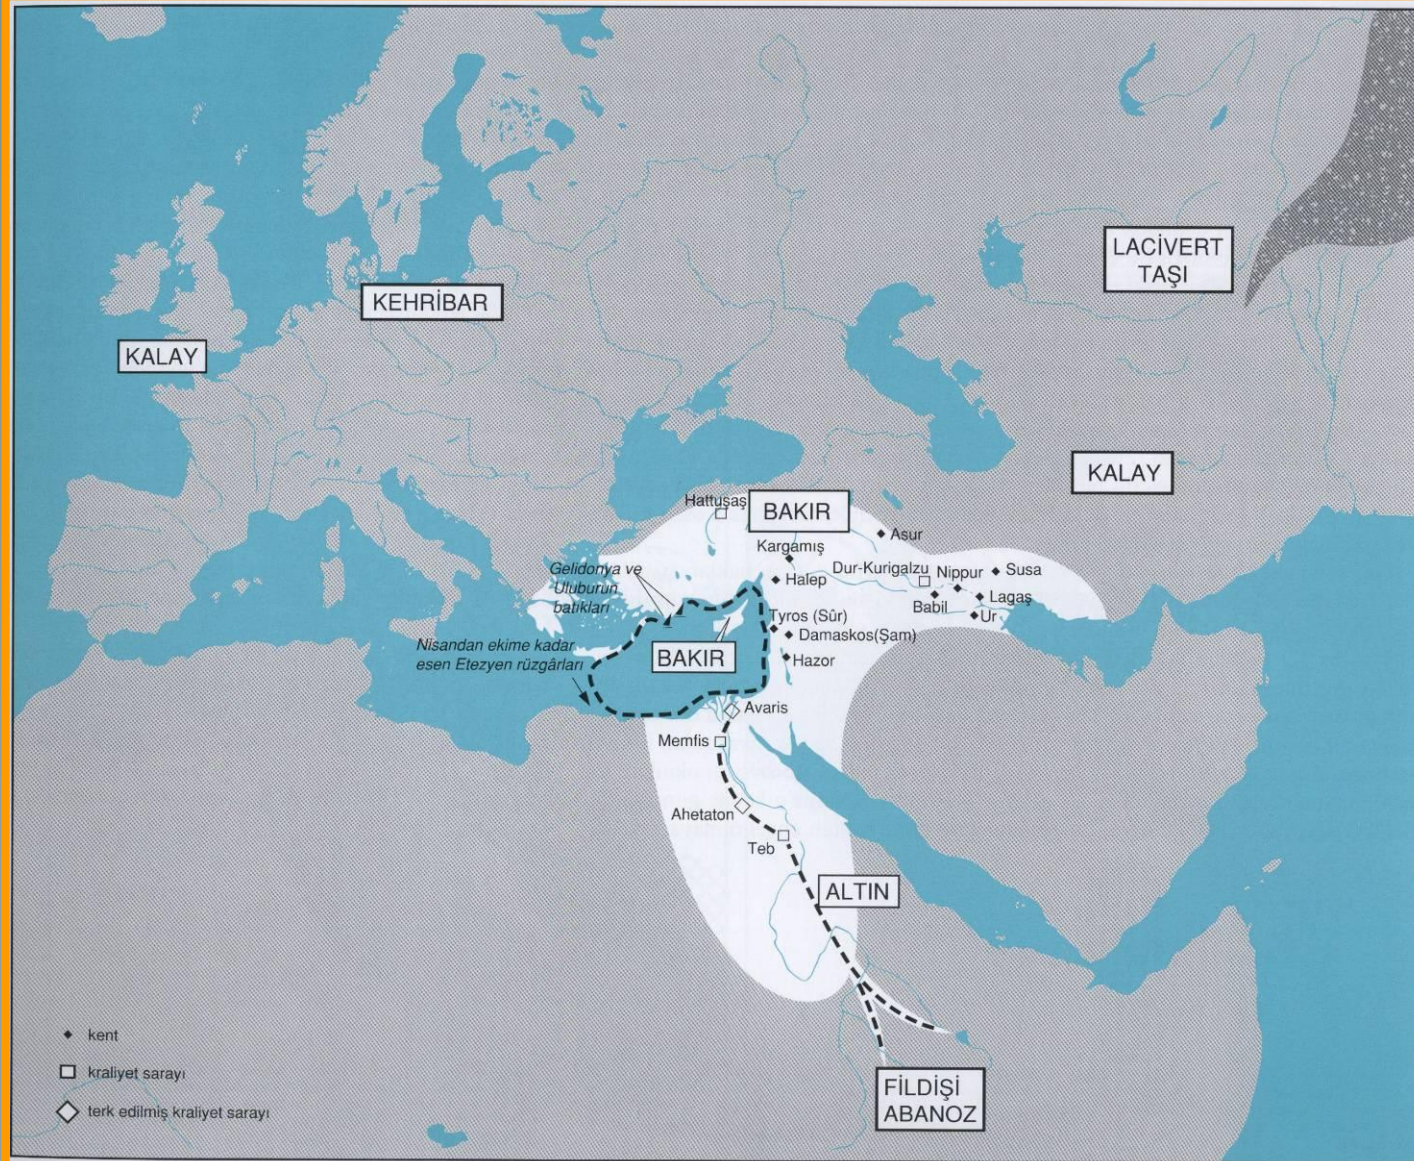 LACİVERT
TAŞI
KEHRİBAR
KALAY
KALAY
Hattuşaş
BAKIR
Asur
Kargamış
Dur-Kurigalzu
Nippur
Susa
Gelidonya ve
Uluburun
batıkları
Halep
Babil
Lagaş
Ur
Tyros (Sûr)
Damaskos(Şam)
Nisandan ekime kadar
esen Etezyen rüzgârları
BAKIR
Hazor
Avaris
Memfis
Ahetaton
Teb
ALTIN
FİLDİŞİ
ABANOZ
kent
kraliyet sarayı
terk edilmiş kraliyet sarayı